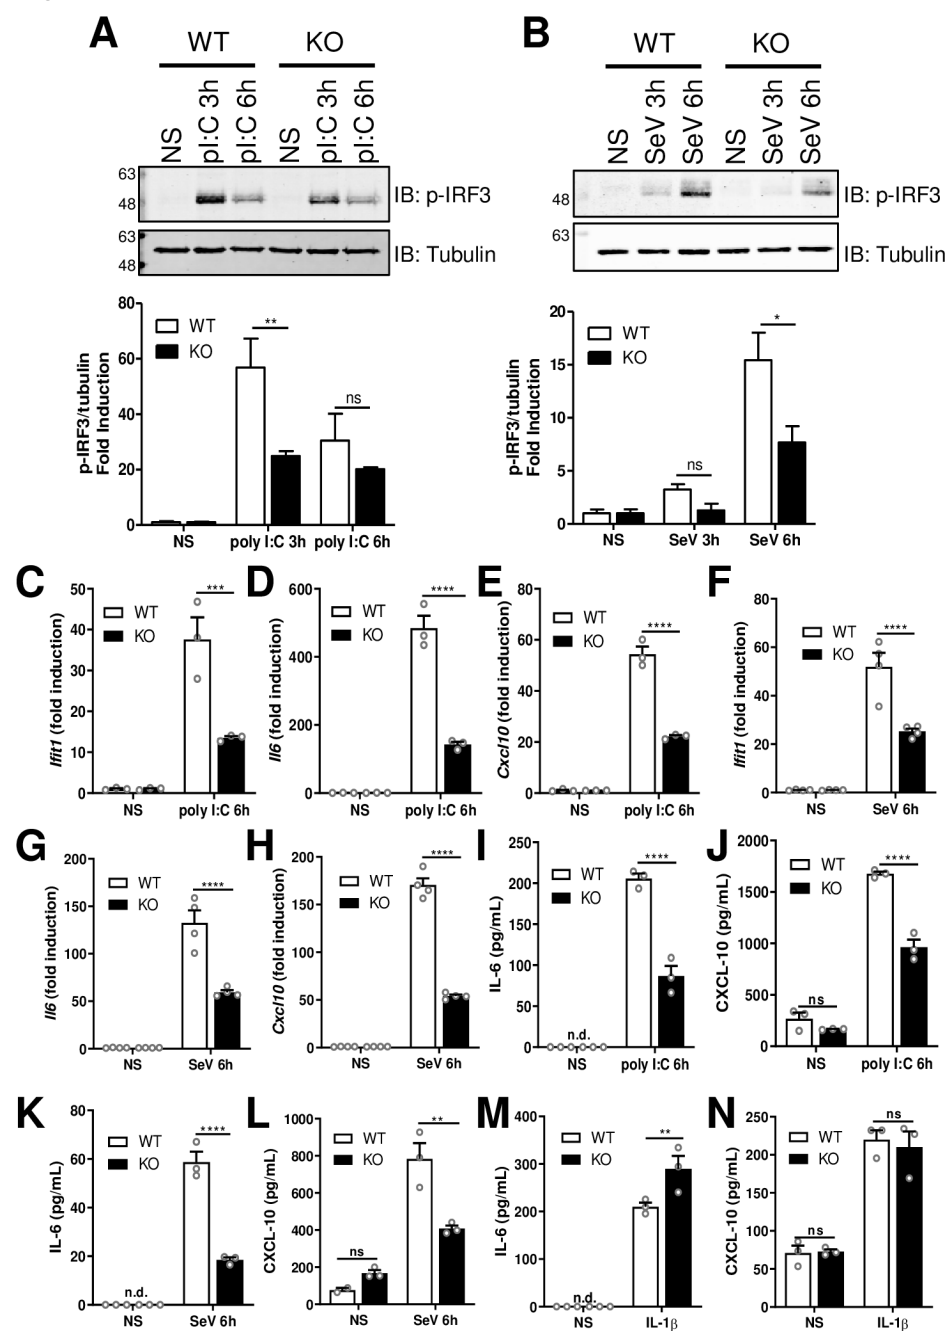 A
WT KO
NS pI:C 3h pI:C 6h NS pI:C 3h pI:C 6h
63
48
IB: p-IRF3
63
48
IB: Tubulin
80
60
40
20
0
p-IRF3/tubulin
Fold Induction
WT
KO
**
ns
NS poly I:C 3h poly I:C 6h
B
WT KO
NS SeV 3h SeV 6h NS SeV 3h SeV 6h
48
IB: p-IRF3
63
IB: Tubulin
20
15
10
5
0
p-IRF3/tubulin
Fold Induction
WT
KO
ns
*
NS SeV 3h SeV 6h
C
50
40
30
20
10
0
Ifit1 (fold induction)
WT
KO
***
NS poly I:C 6h
D
600
400
200
0
Il6 (fold induction)
WT
KO
****
NS poly I:C 6h
E
80
60
40
20
0
Cxcl10 (fold induction)
WT
KO
****
NS poly I:C 6h
F
80
60
40
20
0
Ifit1 (fold induction)
WT
KO
****
NS SeV 6h
G
200
150
100
50
0
Il6 (fold induction)
WT
KO
****
NS SeV 6h
H
200
150
100
50
0
Cxcl10 (fold induction)
WT
KO
****
NS SeV 6h
I
250
200
150
100
50
0
IL-6 (pg/mL)
WT
KO
****
n.d.
NS poly I:C 6h
J
2000
1500
1000
500
0
CXCL-10 (pg/mL)
WT
KO
****
ns
NS poly I:C 6h
K
80
60
40
20
0
IL-6 (pg/mL)
WT
KO
****
n.d.
NS SeV 6h
L
1000
800
600
400
200
0
CXCL-10 (pg/mL)
WT
KO
**
ns
NS SeV 6h
M
400
300
200
100
0
IL-6 (pg/mL)
WT
KO
**
n.d.
NS IL-1β
N
250
200
150
100
50
0
CXCL-10 (pg/mL)
WT
KO
ns
ns
NS IL-1β